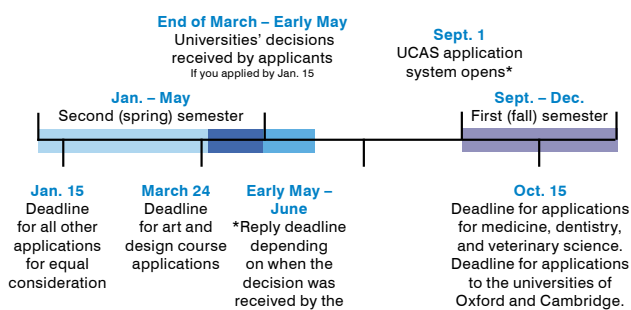 End of March – Early May
Universities’ decisions
received by applicants
If you applied by Jan. 15
Sept. 1
UCAS application
system opens*
Jan. – May
Second (spring) semester
Sept. – Dec.
First (fall) semester
Jan. 15
Deadline
for all other
applications
for equal
consideration
March 24
Deadline
for art and
design course
applications
Early May –
June
*Reply deadline
depending
on when the
decision was
received by the
Oct. 15
Deadline for applications
for medicine, dentistry,
and veterinary science.
Deadline for applications
to the universities of
Oxford and Cambridge.